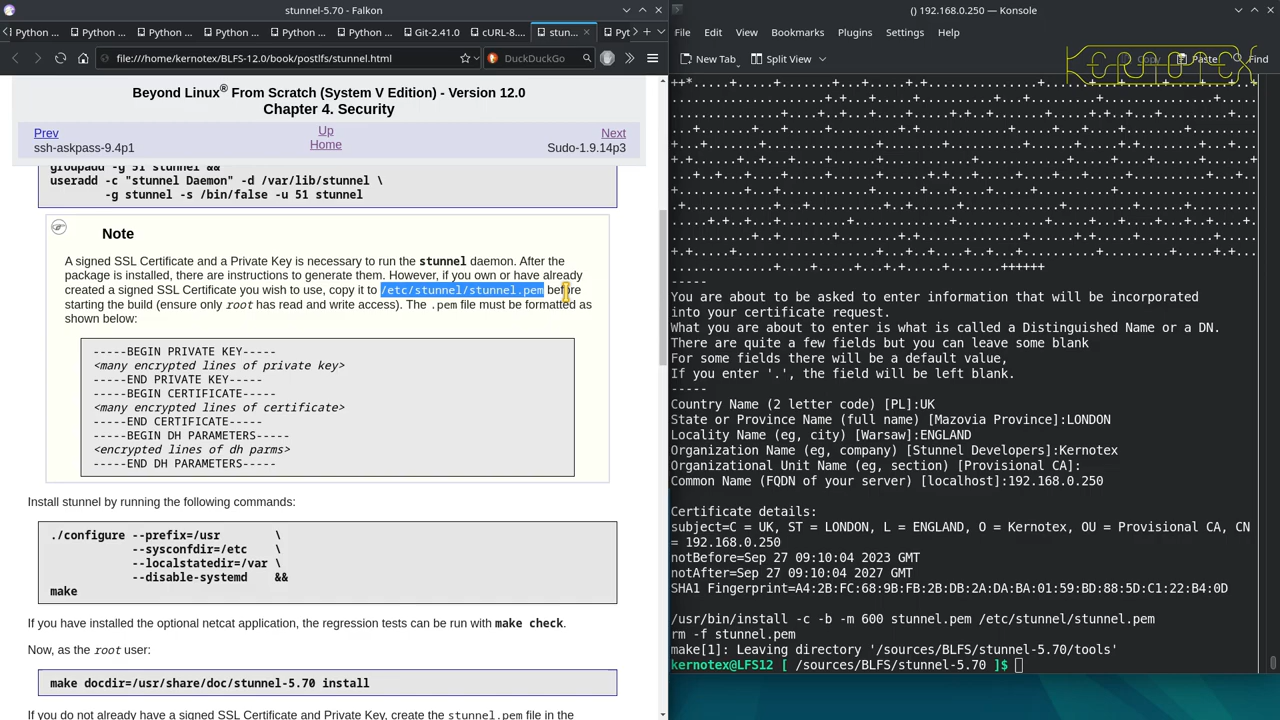 stunnel-5.70 - Falkon
Python ...
Python ...
Python ...
Python ...
Python ...
Python ...
Git-2.41.0
cURL-8....
stun...
Pyt
file:///home/kernotex/BLFS-12.0/book/postlfs/stunnel.html
DuckDuckGo
Beyond Linux® From Scratch (System V Edition) - Version 12.0
Chapter 4. Security
Prev
Up
Next
ssh-askpass-9.4p1
Home
Sudo-1.9.14p3
groupadd -g 51 stunnel &&
useradd -c "stunnel Daemon" -d /var/lib/stunnel \
-g stunnel -s /bin/false -u 51 stunnel
Note
A signed SSL Certificate and a Private Key is necessary to run the stunnel daemon. After the
package is installed, there are instructions to generate them. However, if you own or have already
created a signed SSL Certificate you wish to use, copy it to /etc/stunnel/stunnel.pem before
starting the build (ensure only root has read and write access). The .pem file must be formatted as
shown below:
-----BEGIN PRIVATE KEY-----
<many encrypted lines of private key>
-----END PRIVATE KEY-----
-----BEGIN CERTIFICATE-----
<many encrypted lines of certificate>
-----END CERTIFICATE-----
-----BEGIN DH PARAMETERS-----
<encrypted lines of dh parms>
-----END DH PARAMETERS-----
Install stunnel by running the following commands:
./configure --prefix=/usr \
--sysconfdir=/etc \
--localstatedir=/var \
--disable-systemd &&
make
If you have installed the optional netcat application, the regression tests can be run with make check.
Now, as the root user:
make docdir=/usr/share/doc/stunnel-5.70 install
If you do not already have a signed SSL Certificate and Private Key, create the stunnel.pem file in the
() 192.168.0.250 — Konsole
File Edit View Bookmarks Plugins Settings Help
New Tab Split View Copy Paste Find
KERNOTEX
-----
You are about to be asked to enter information that will be incorporated
into your certificate request.
What you are about to enter is what is called a Distinguished Name or a DN.
There are quite a few fields but you can leave some blank
For some fields there will be a default value,
If you enter '.', the field will be left blank.
-----
Country Name (2 letter code) [PL]:UK
State or Province Name (full name) [Mazovia Province]:LONDON
Locality Name (eg, city) [Warsaw]:ENGLAND
Organization Name (eg, company) [Stunnel Developers]:Kernotex
Organizational Unit Name (eg, section) [Provisional CA]:
Common Name (FQDN of your server) [localhost]:192.168.0.250
Certificate details:
subject=C = UK, ST = LONDON, L = ENGLAND, O = Kernotex, OU = Provisional CA, CN
= 192.168.0.250
notBefore=Sep 27 09:10:04 2023 GMT
notAfter=Sep 27 09:10:04 2027 GMT
SHA1 Fingerprint=A4:2B:FC:68:9B:FB:2B:DB:2A:DA:BA:01:59:BD:88:5D:C1:22:B4:0D
/usr/bin/install -c -b -m 600 stunnel.pem /etc/stunnel/stunnel.pem
rm -f stunnel.pem
make[1]: Leaving directory '/sources/BLFS/stunnel-5.70/tools'
kernotex@LFS12 [ /sources/BLFS/stunnel-5.70 ]$